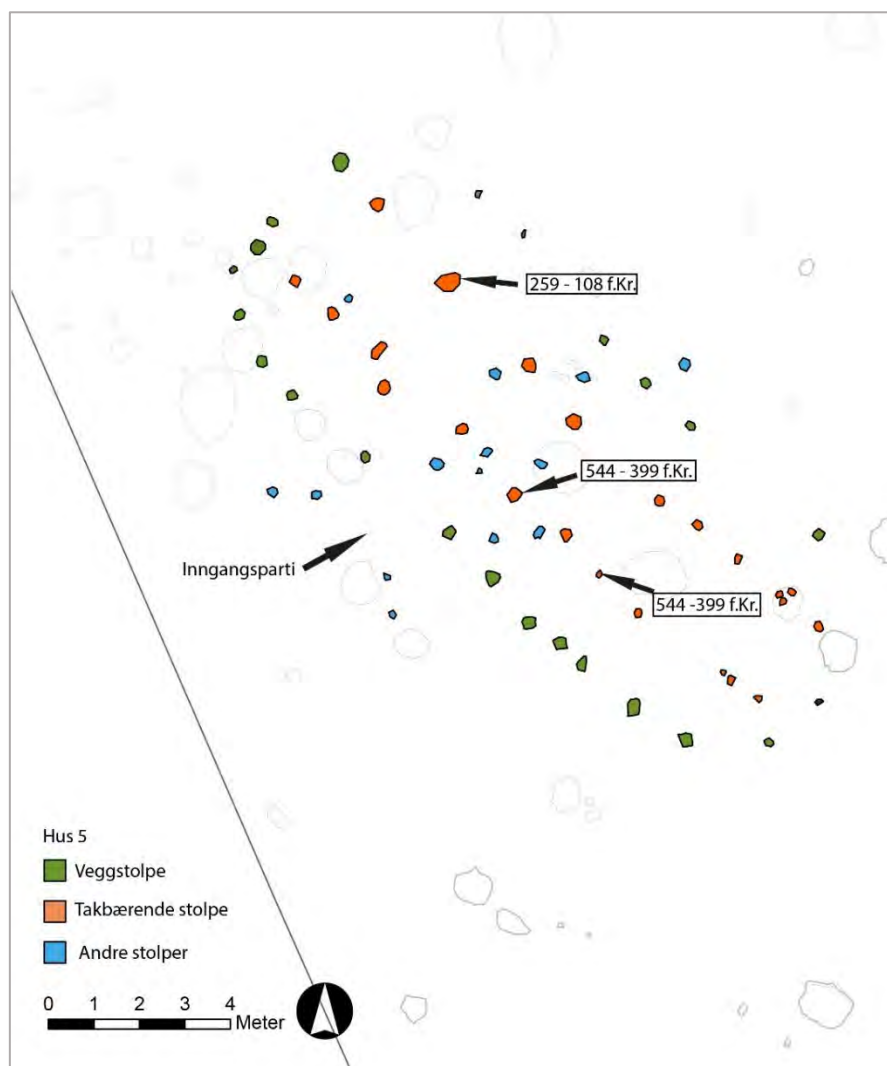 259 - 108 f.Kr.
544 - 399 f.Kr.
Inngangsparti
544 -399 f.Kr.
Hus 5
Veggstolpe
Takbærende stolpe
Andre stolper
0 1 2 3 4
Meter